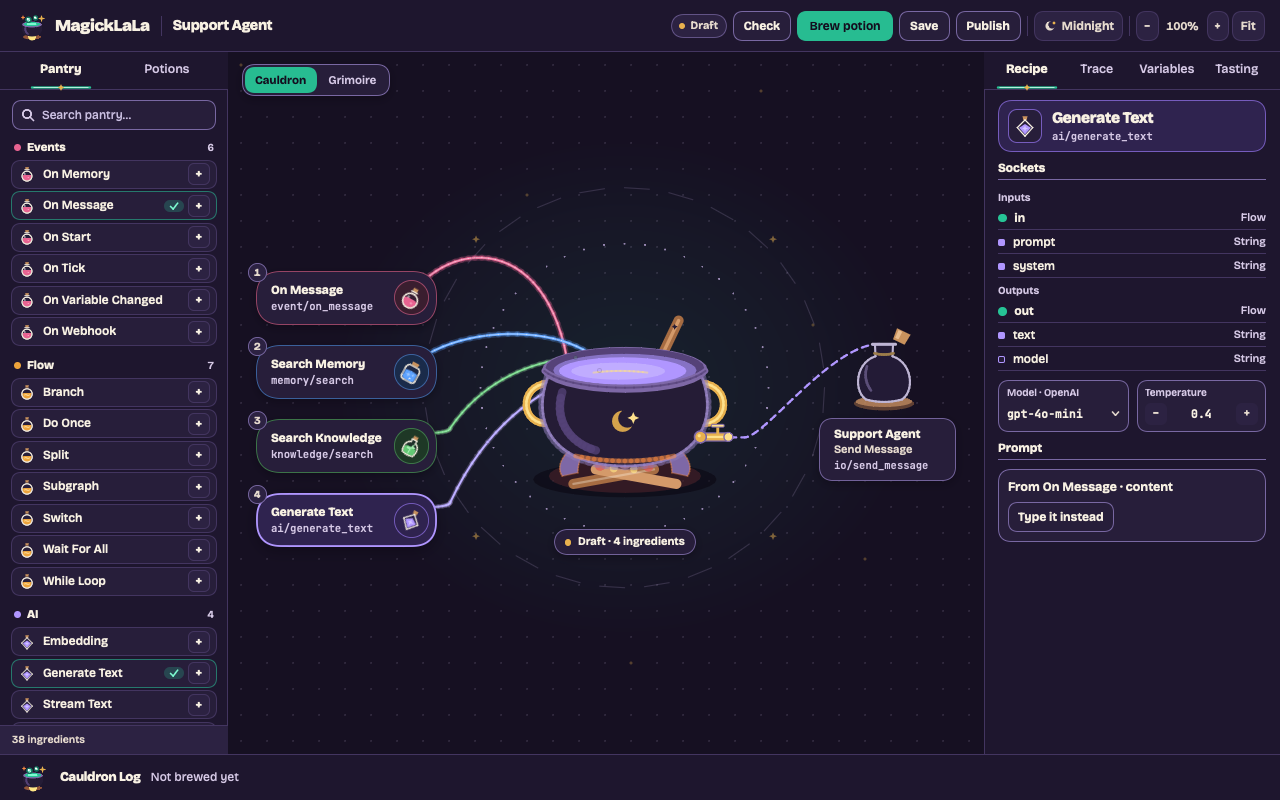 MagickLaLa
Support Agent
Draft
Check
Brew potion
Save
Publish
Midnight
−
100%
+
Fit
Pantry
Potions
Search pantry...
Events 6
On Memory +
On Message +
On Start +
On Tick +
On Variable Changed +
On Webhook +
Flow 7
Branch +
Do Once +
Split +
Subgraph +
Switch +
Wait For All +
While Loop +
AI 4
Embedding +
Generate Text +
Stream Text +
38 ingredients
Cauldron
Grimoire
1
On Message
event/on_message
2
Search Memory
memory/search
3
Search Knowledge
knowledge/search
4
Generate Text
ai/generate_text
Draft · 4 ingredients
Support Agent
Send Message
io/send_message
Recipe
Trace
Variables
Tasting
Generate Text
ai/generate_text
Sockets
Inputs
in Flow
prompt String
system String
Outputs
out Flow
text String
model String
Model · OpenAI
gpt-4o-mini
Temperature
− 0.4 +
Prompt
From On Message · content
Type it instead
Cauldron Log Not brewed yet